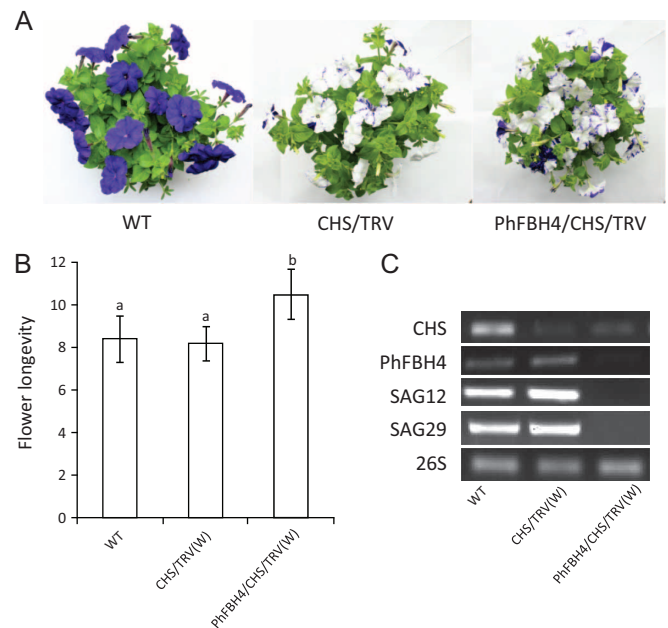 A
WT
CHS/TRV
PhFBH4/CHS/TRV
B
Flower longevity
12
10
8
6
4
2
0
a
a
b
WT
CHS/TRV(W)
PhFBH4/CHS/TRV(W)
C
CHS
PhFBH4
SAG12
SAG29
26S
WT
CHS/TRV(W)
PhFBH4/CHS/TRV(W)